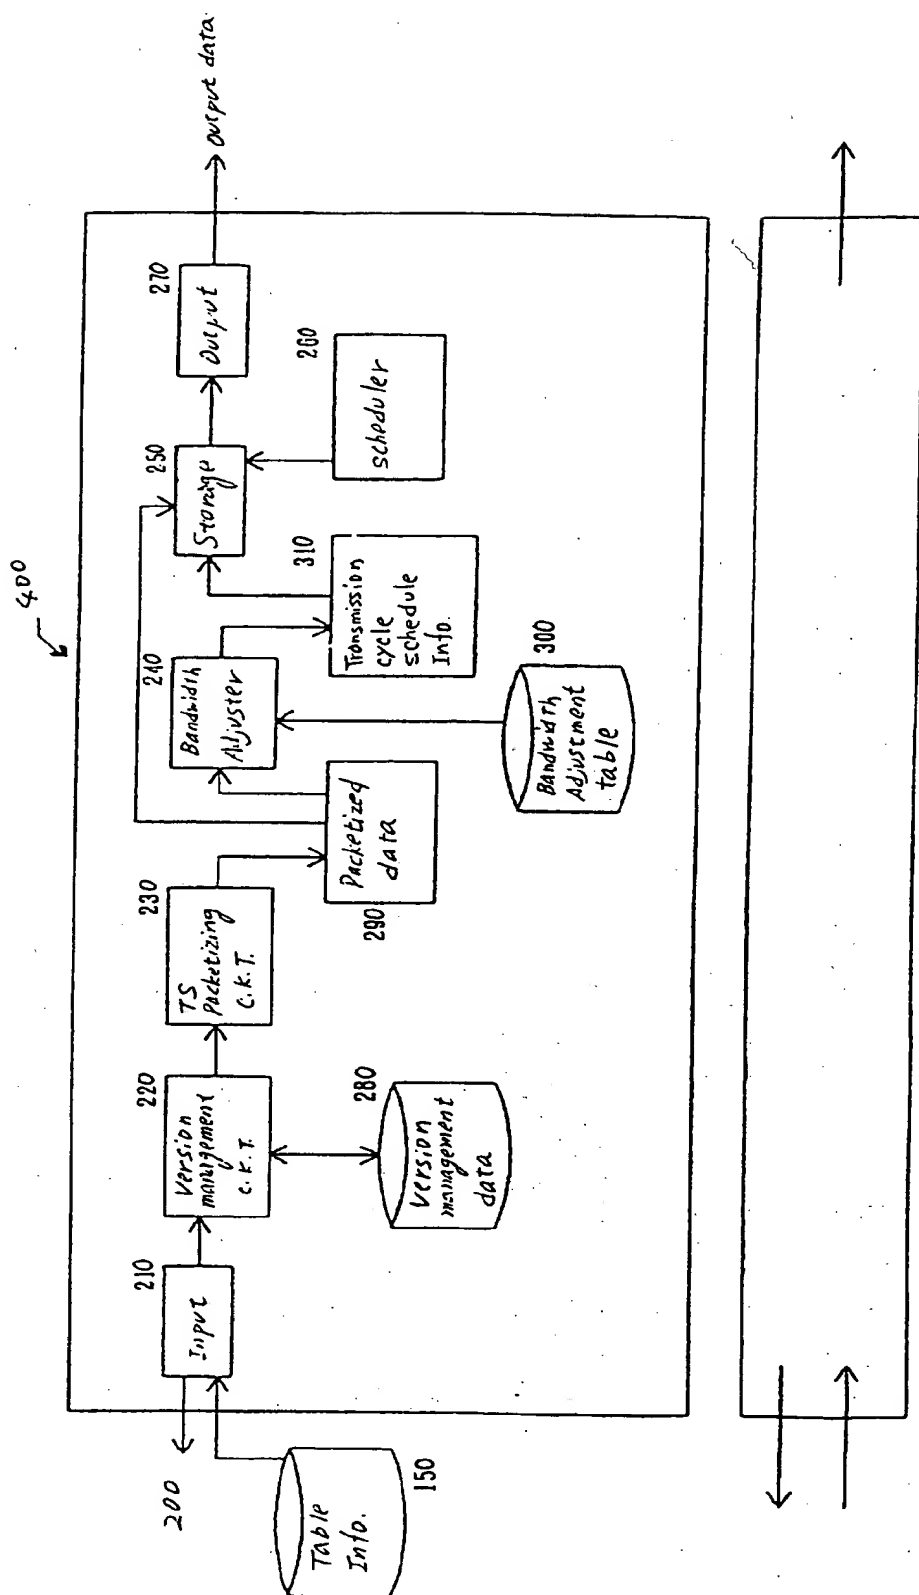 400
200
Table
Info.
150
210
Input
220
Version
management
C.K.T.
280
Version
management
data
230
TS
Packetizing
C.K.T.
290
Packetized
data
240
Bandwidth
Adjuster
300
Bandwidth
Adjustment
table
310
Transmission
cycle
schedule
Info.
250
Storage
260
scheduler
270
Output
output data